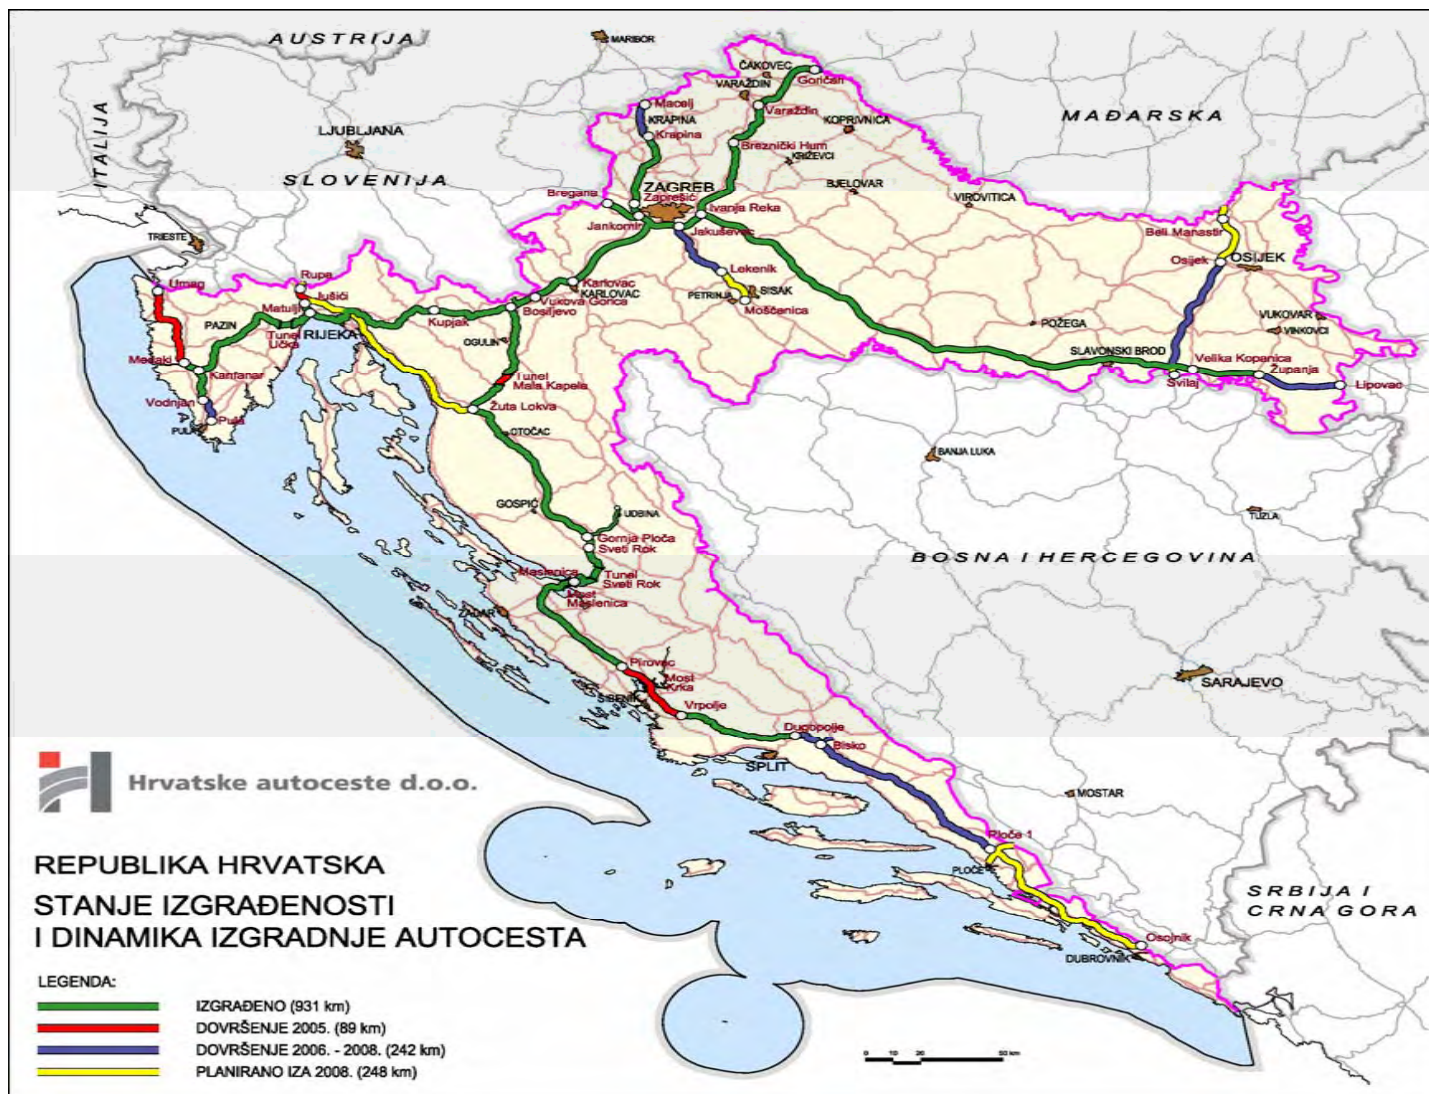 AUSTRIJA
MARIBOR
ČAKOVEC
Goričan
VARAŽDIN
Varaždin
Macelj
KRAPINA
Krapina
KOPRIVNICA
MAĐARSKA
ITALIJA
LJUBLJANA
SLOVENIJA
Breznički Hum
KRIŽEVCI
Bregana
ZAGREB
Zaprešić
BJELOVAR
VIROVITICA
Jankomir
Ivanja Reka
Jakuševec
TRIESTE
Beli Manastir
Osijek
OSIJEK
Lekenik
SISAK
PETRINJA
Mošćenica
Umag
Rupa
Jušići
Matulji
Karlovac
KARLOVAC
Vukova Gorica
Bosiljevo
PAZIN
Tunel
Učka
RIJEKA
Kupjak
OGULIN
POŽEGA
VUKOVAR
VINKOVCI
SLAVONSKI BROD
Velika Kopanica
Županja
Svilaj
Lipovac
Medaki
Kanfanar
Tunel
Mala Kapela
Vodnjan
Pula
PULA
Žuta Lokva
OTOČAC
BANJA LUKA
GOSPIĆ
UDBINA
TUZLA
Gornja Ploča
Sveti Rok
BOSNA I HERCEGOVINA
Maslenica
Tunel
Sveti Rok
Most
Maslenica
ZADAR
Pirovac
Most
Krka
ŠIBENIK
SARAJEVO
Vrpolje
Dugopolje
Bisko
SPLIT
MOSTAR
Hrvatske autoceste d.o.o.
Ploče 1
PLOČE
REPUBLIKA HRVATSKA
STANJE IZGRAĐENOSTI
I DINAMIKA IZGRADNJE AUTOCESTA
SRBIJA I
CRNA GORA
Osojnik
DUBROVNIK
LEGENDA:
IZGRAĐENO (931 km)
DOVRŠENJE 2005. (89 km)
DOVRŠENJE 2006. - 2008. (242 km)
PLANIRANO IZA 2008. (248 km)
0 10 20 50 km